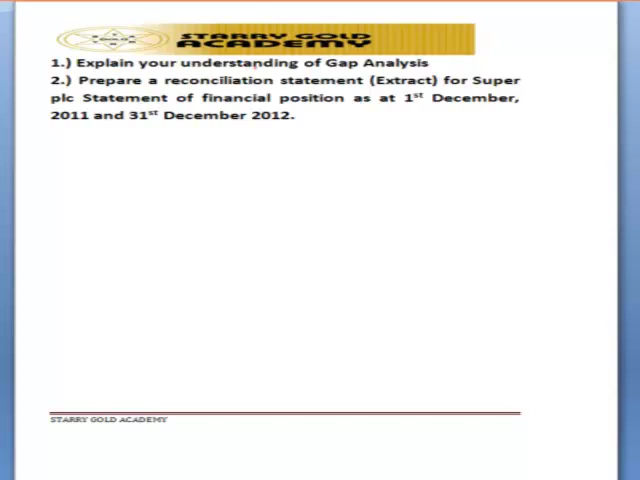 STARRY GOLD
ACADEMY
1.) Explain your understanding of Gap Analysis
2.) Prepare a reconciliation statement (Extract) for Super
plc Statement of financial position as at 1st December,
2011 and 31st December 2012.
STARRY GOLD ACADEMY